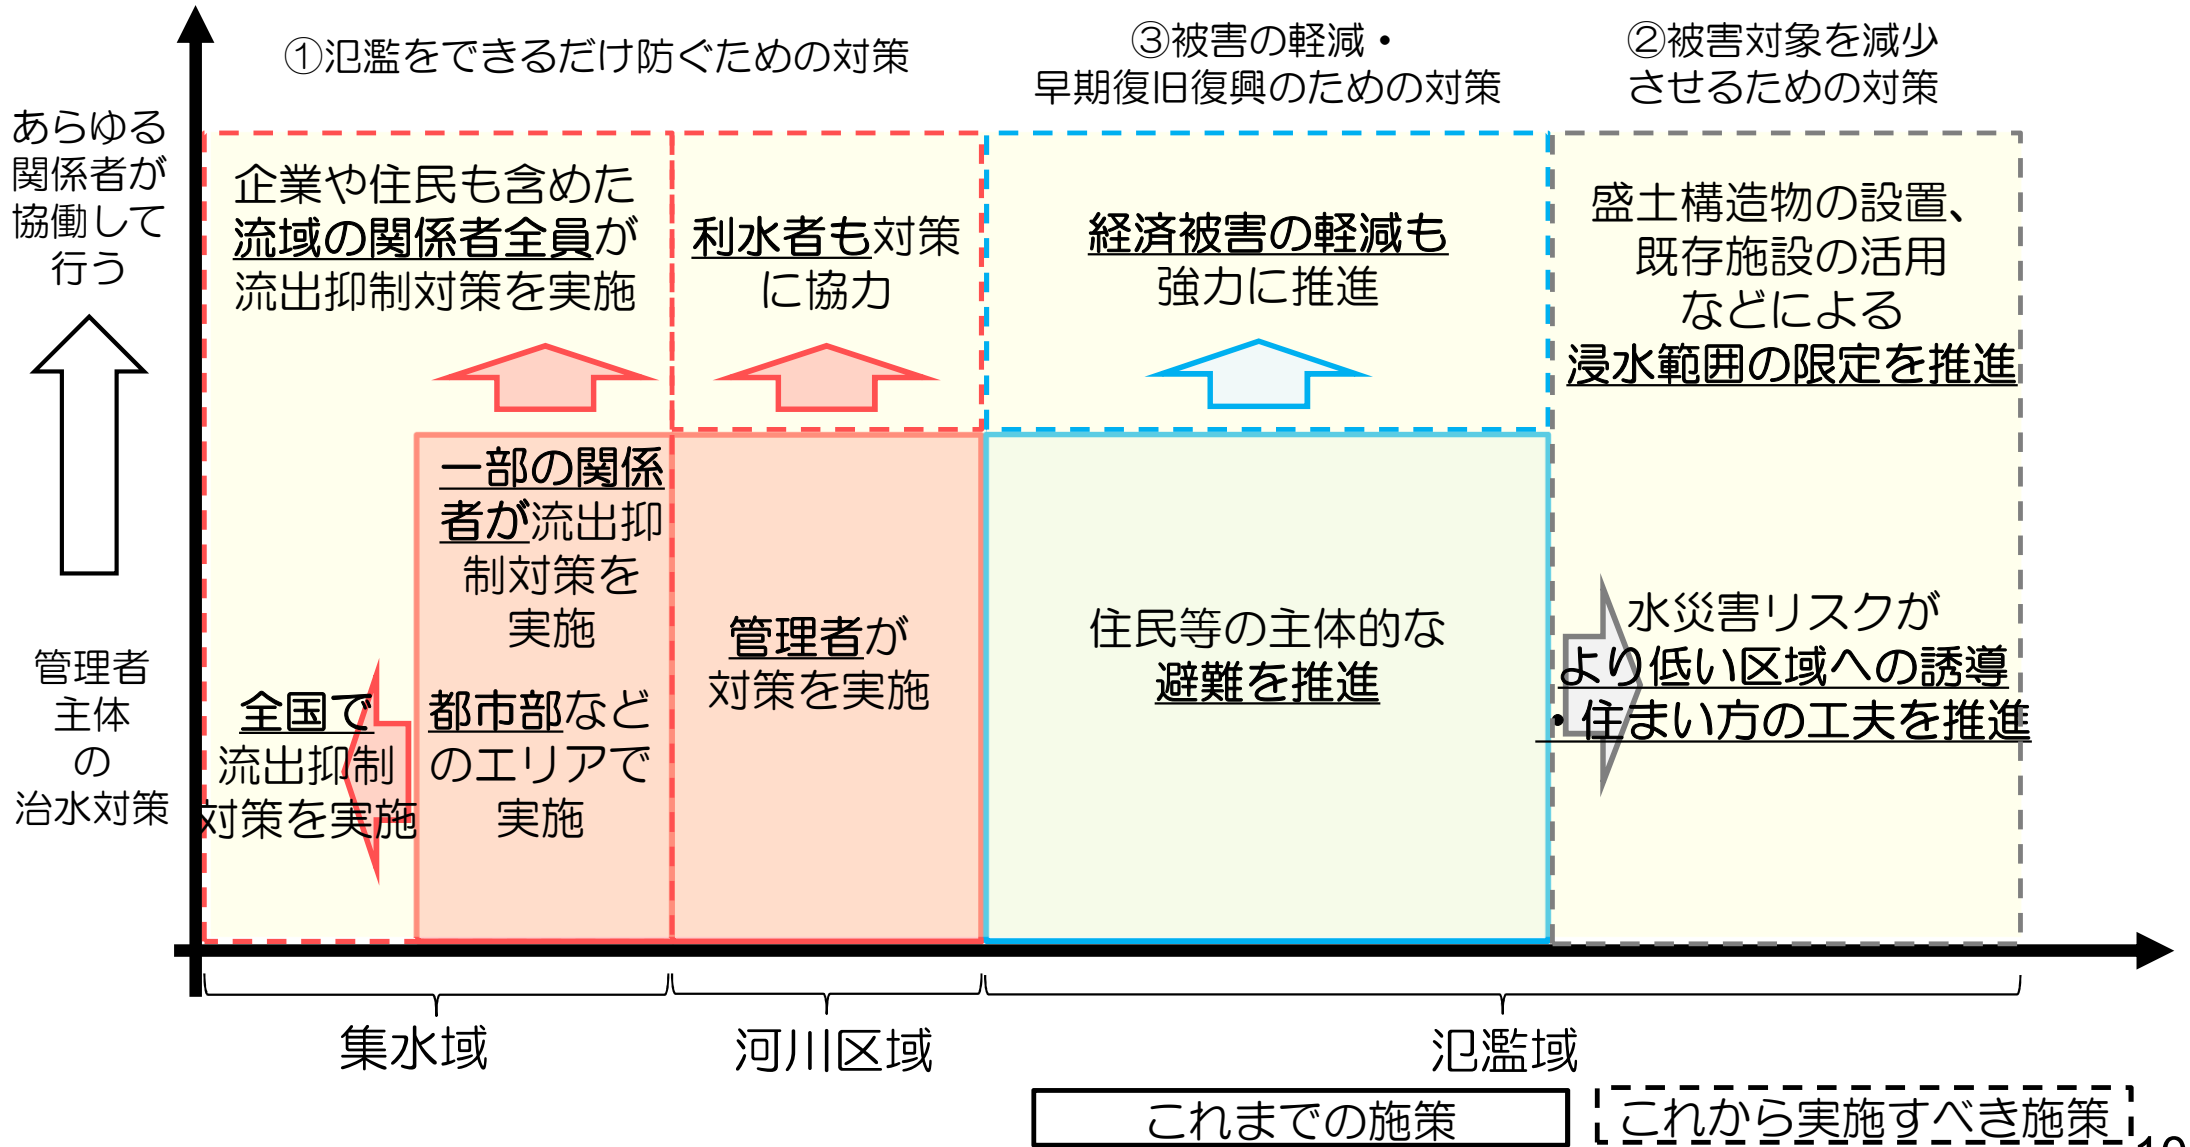 ①氾濫をできるだけ防ぐための対策
③被害の軽減・
早期復旧復興のための対策
②被害対象を減少
させるための対策
あらゆる
関係者が
協働して
行う
管理者
主体
の
治水対策
企業や住民も含めた
流域の関係者全員が
流出抑制対策を実施
利水者も対策
に協力
経済被害の軽減も
強力に推進
盛土構造物の設置、
既存施設の活用
などによる
浸水範囲の限定を推進
一部の関係
者が流出抑
制対策を
実施
都市部など
のエリアで
実施
全国で
流出抑制
対策を実施
管理者が
対策を実施
住民等の主体的な
避難を推進
水災害リスクが
より低い区域への誘導
・住まい方の工夫を推進
集水域
河川区域
氾濫域
これまでの施策
これから実施すべき施策